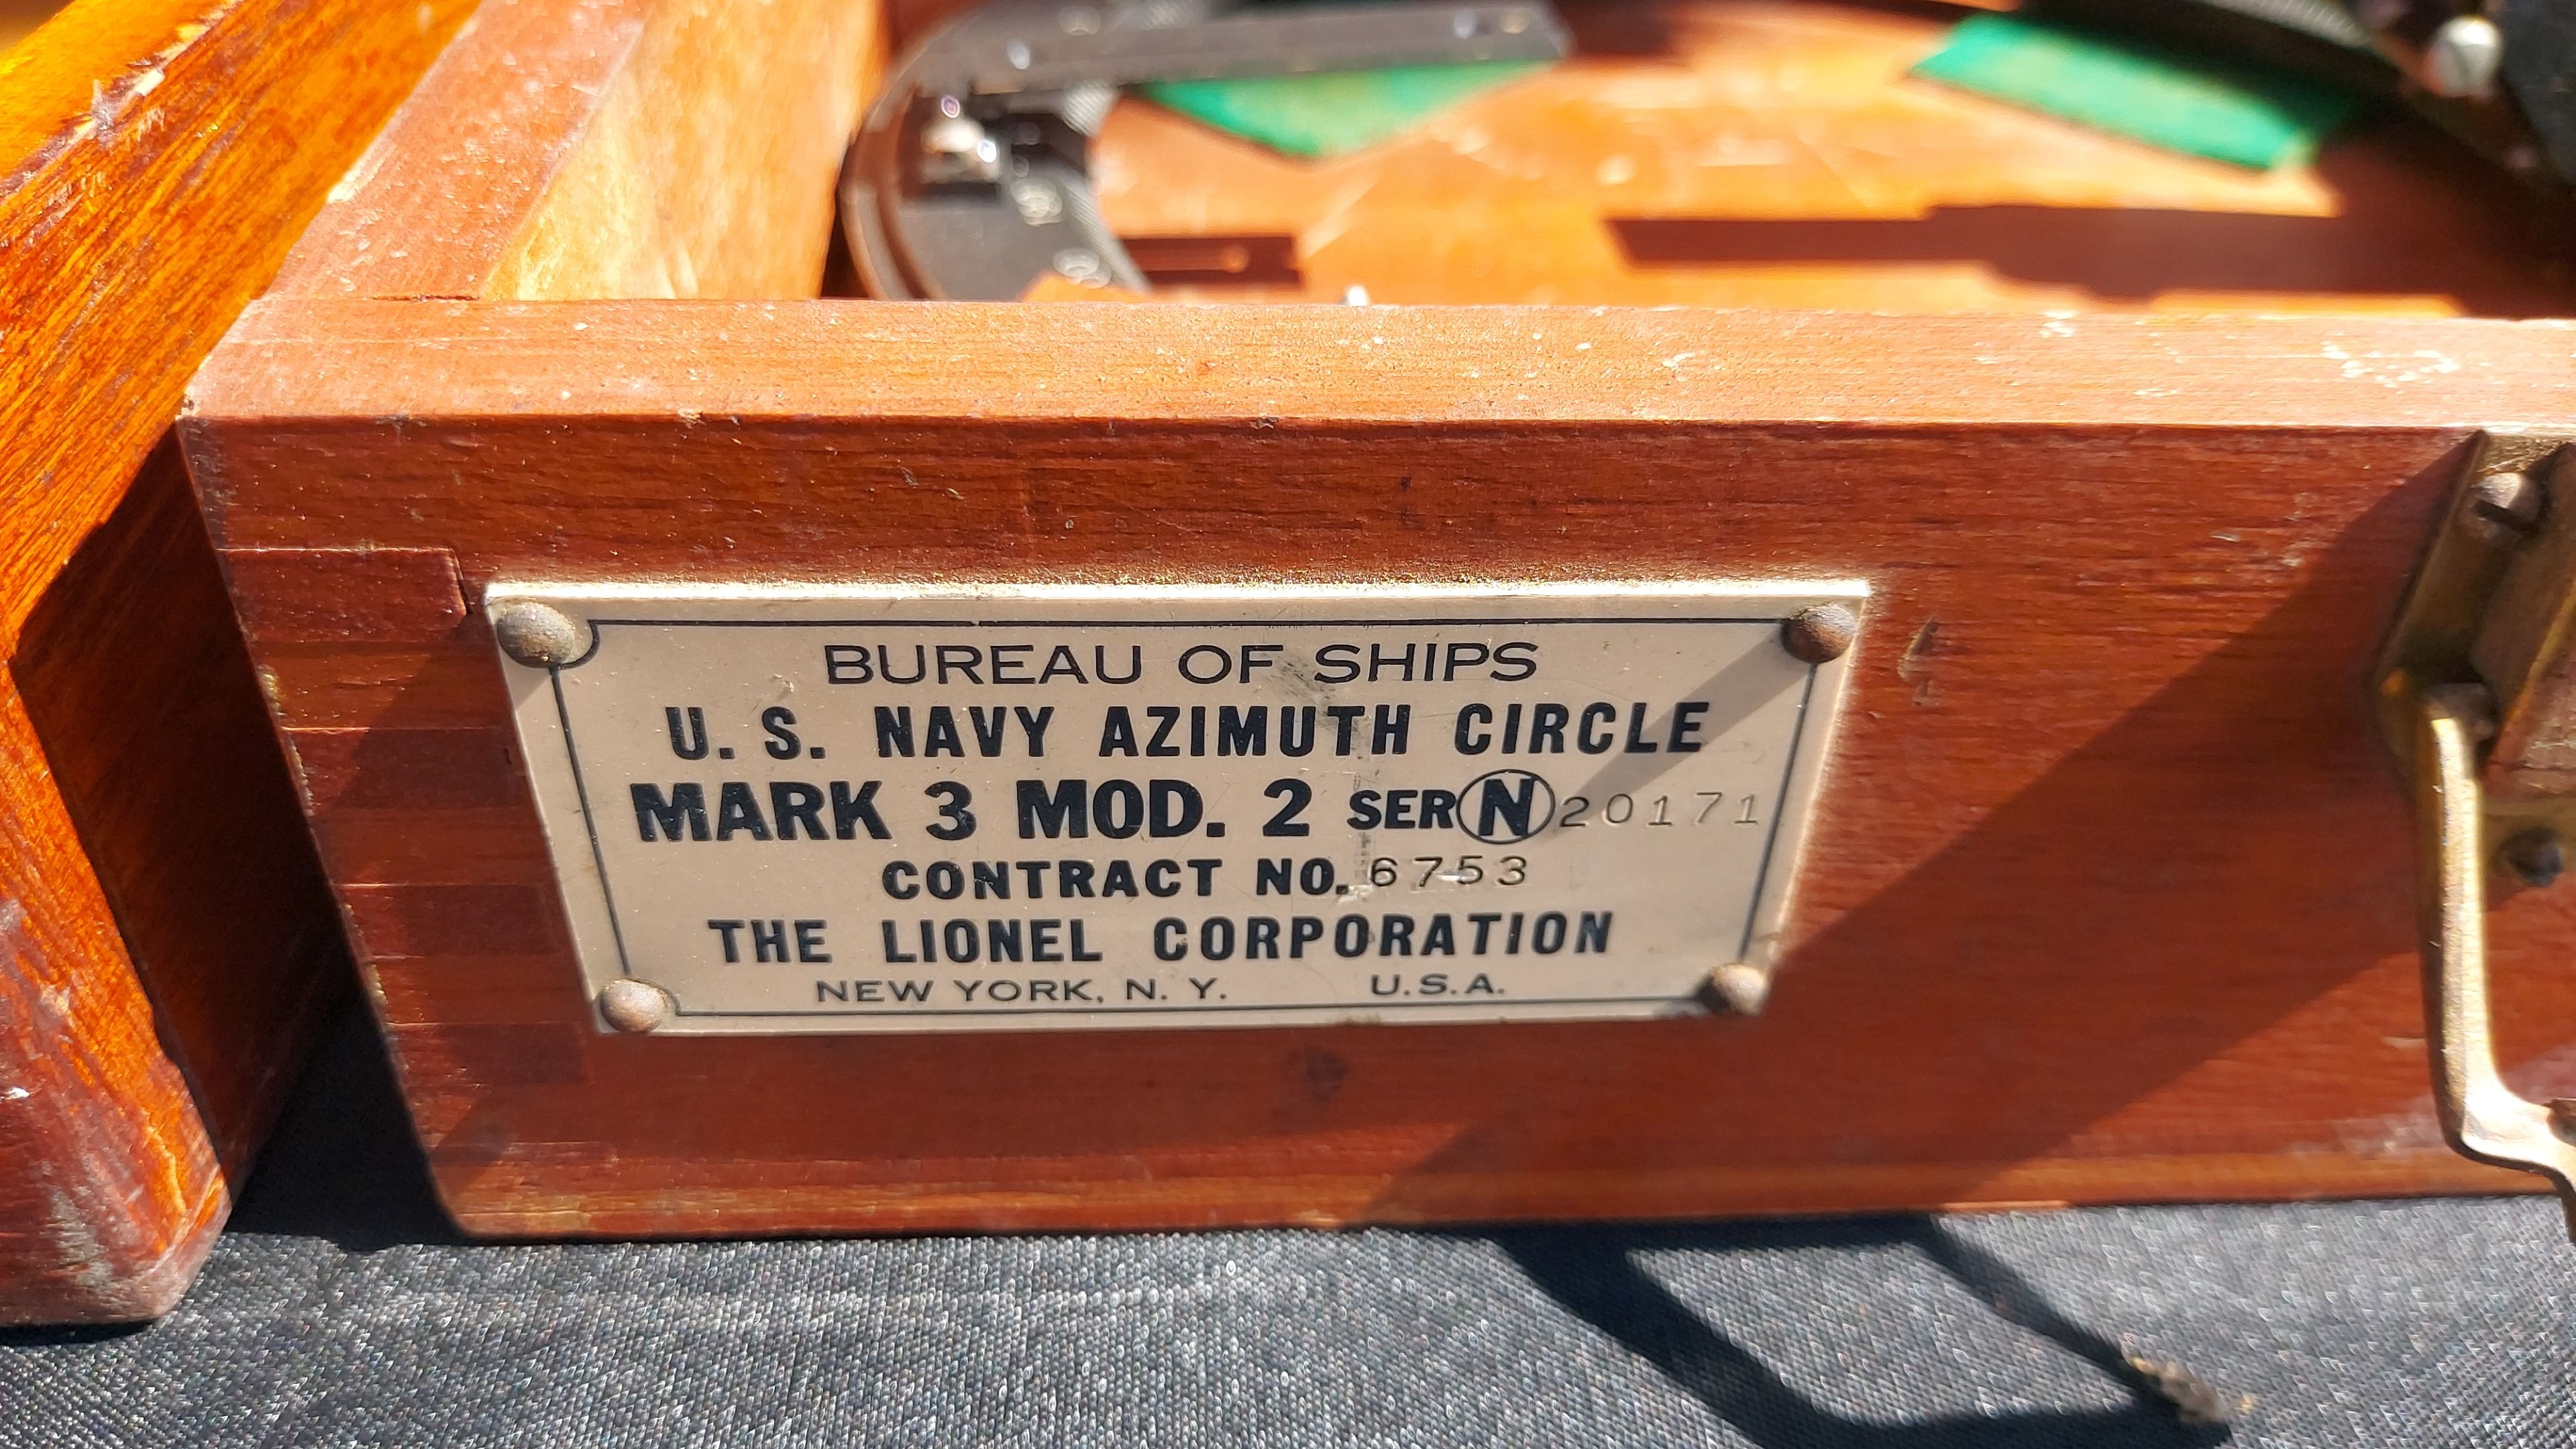 BUREAU OF SHIPS
U. S. NAVY AZIMUTH CIRCLE
MARK 3 MOD. 2 SER N 20171
CONTRACT NO. 6753
THE LIONEL CORPORATION
NEW YORK, N. Y. U.S.A.